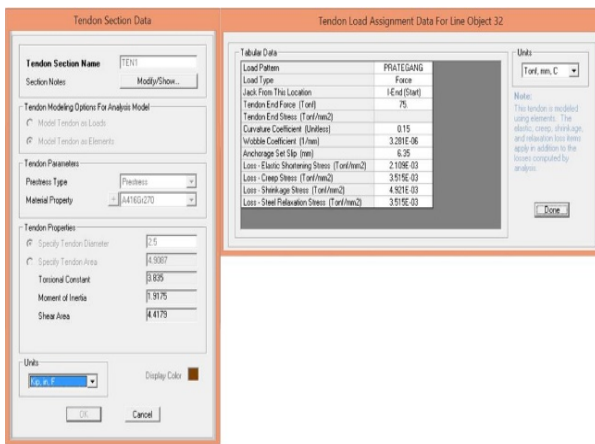 Tendon Section Data
Tendon Section Name
TEN1
Section Notes
Modify/Show...
Tendon Modeling Options For Analysis Model
Model Tendon as Loads
Model Tendon as Elements
Tendon Parameters
Prestress Type
Prestress
Material Property
+
A416Gr270
Tendon Properties
Specify Tendon Diameter
2.5
Specify Tendon Area
4.9087
Torsional Constant
3.835
Moment of Inertia
1.9175
Shear Area
4.4179
Units
Kip, in, F
Display Color
OK
Cancel
Tendon Load Assignment Data For Line Object 32
Tabular Data
Load Pattern PRATEGANG
Load Type Force
Jack From This Location I-End (Start)
Tendon End Force (Tonf) 75.
Tendon End Stress (Tonf/mm2)
Curvature Coefficient (Unitless) 0.15
Wobble Coefficient (1/mm) 3.281E-06
Anchorage Set Slip (mm) 6.35
Loss - Elastic Shortening Stress (Tonf/mm2) 2.109E-03
Loss - Creep Stress (Tonf/mm2) 3.515E-03
Loss - Shrinkage Stress (Tonf/mm2) 4.921E-03
Loss - Steel Relaxation Stress (Tonf/mm2) 3.515E-03
Units
Tonf, mm, C
Note:
This tendon is modeled
using elements. The
elastic, creep, shrinkage,
and relaxation loss items
apply in addition to the
losses computed by
analysis.
Done